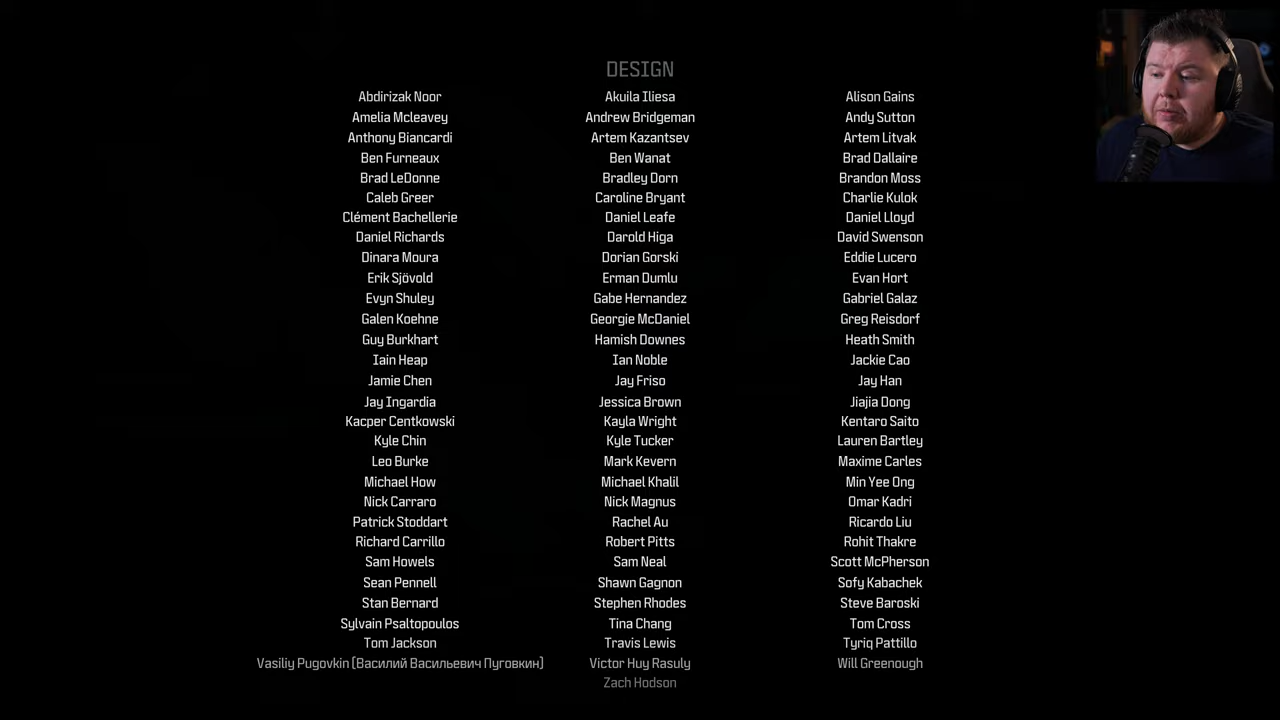 DESIGN
Abdirizak Noor Akuila Iliesa Alison Gains
Amelia Mcleavey Andrew Bridgeman Andy Sutton
Anthony Biancardi Artem Kazantsev Artem Litvak
Ben Furneaux Ben Wanat Brad Dallaire
Brad LeDonne Bradley Dorn Brandon Moss
Caleb Greer Caroline Bryant Charlie Kulok
Clément Bachellerie Daniel Leafe Daniel Lloyd
Daniel Richards Darold Higa David Swenson
Dinara Moura Dorian Gorski Eddie Lucero
Erik Sjövold Erman Dumlu Evan Hort
Evyn Shuley Gabe Hernandez Gabriel Galaz
Galen Koehne Georgie McDaniel Greg Reisdorf
Guy Burkhart Hamish Downes Heath Smith
Iain Heap Ian Noble Jackie Cao
Jamie Chen Jay Friso Jay Han
Jay Ingardia Jessica Brown Jiajia Dong
Kacper Centkowski Kayla Wright Kentaro Saito
Kyle Chin Kyle Tucker Lauren Bartley
Leo Burke Mark Kevern Maxime Carles
Michael How Michael Khalil Min Yee Ong
Nick Carraro Nick Magnus Omar Kadri
Patrick Stoddart Rachel Au Ricardo Liu
Richard Carrillo Robert Pitts Rohit Thakre
Sam Howels Sam Neal Scott McPherson
Sean Pennell Shawn Gagnon Sofy Kabachek
Stan Bernard Stephen Rhodes Steve Baroski
Sylvain Psaltopoulos Tina Chang Tom Cross
Tom Jackson Travis Lewis Tyriq Pattillo
Vasiliy Pugovkin (Василий Васильевич Пуговкин) Victor Huy Rasuly Will Greenough
Zach Hodson